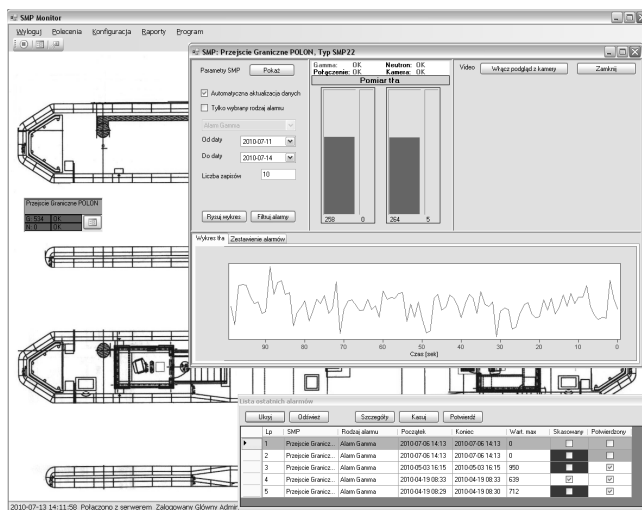 SMP Monitor
Wyloguj Polecenia Konfiguracja Raporty Program
SMP: Przejscie Graniczne POLON, Typ SMP22
Parametry SMP Pokaż
Automatyczna aktualizacja danych
Tylko wybrany rodzaj alarmu
Alarm Gamma
Od daty 2010-07-11
Do daty 2010-07-14
Liczba zapisów 10
Rysuj wykres Filtruj alarmy
Gamma: OK Neutron: OK
Połączenie: OK Kamera: OK
Pomiar tła
258 0 264 5
Video Włącz podgląd z kamery Zamknij
Przejscie Graniczne POLON
G: 534 OK
N: 0 OK
Wykres tła Zestawienie alarmów
90 80 70 60 50 40 30 20 10 0
Czas [sek]
Lista ostatnich alarmów
Ukryj Odśwież Szczegóły Kasuj Potwierdź
Lp SMP Rodzaj alarmu Początek Koniec Wart. max Skasowany Potwierdzony
1 Przejscie Granicz... Alarm Gamma 2010-07-06 14:13 2010-07-06 14:13 0
2 Przejscie Granicz... Alarm Gamma 2010-07-06 14:13 2010-07-06 14:13 0
3 Przejscie Granicz... Alarm Gamma 2010-05-03 16:15 2010-05-03 16:15 950
4 Przejscie Granicz... Alarm Gamma 2010-04-19 08:33 2010-04-19 08:33 639
5 Przejscie Granicz... Alarm Gamma 2010-04-19 08:29 2010-04-19 08:30 712
2010-07-13 14:11:58 Połączono z serwerem Zalogowany Główny Admir